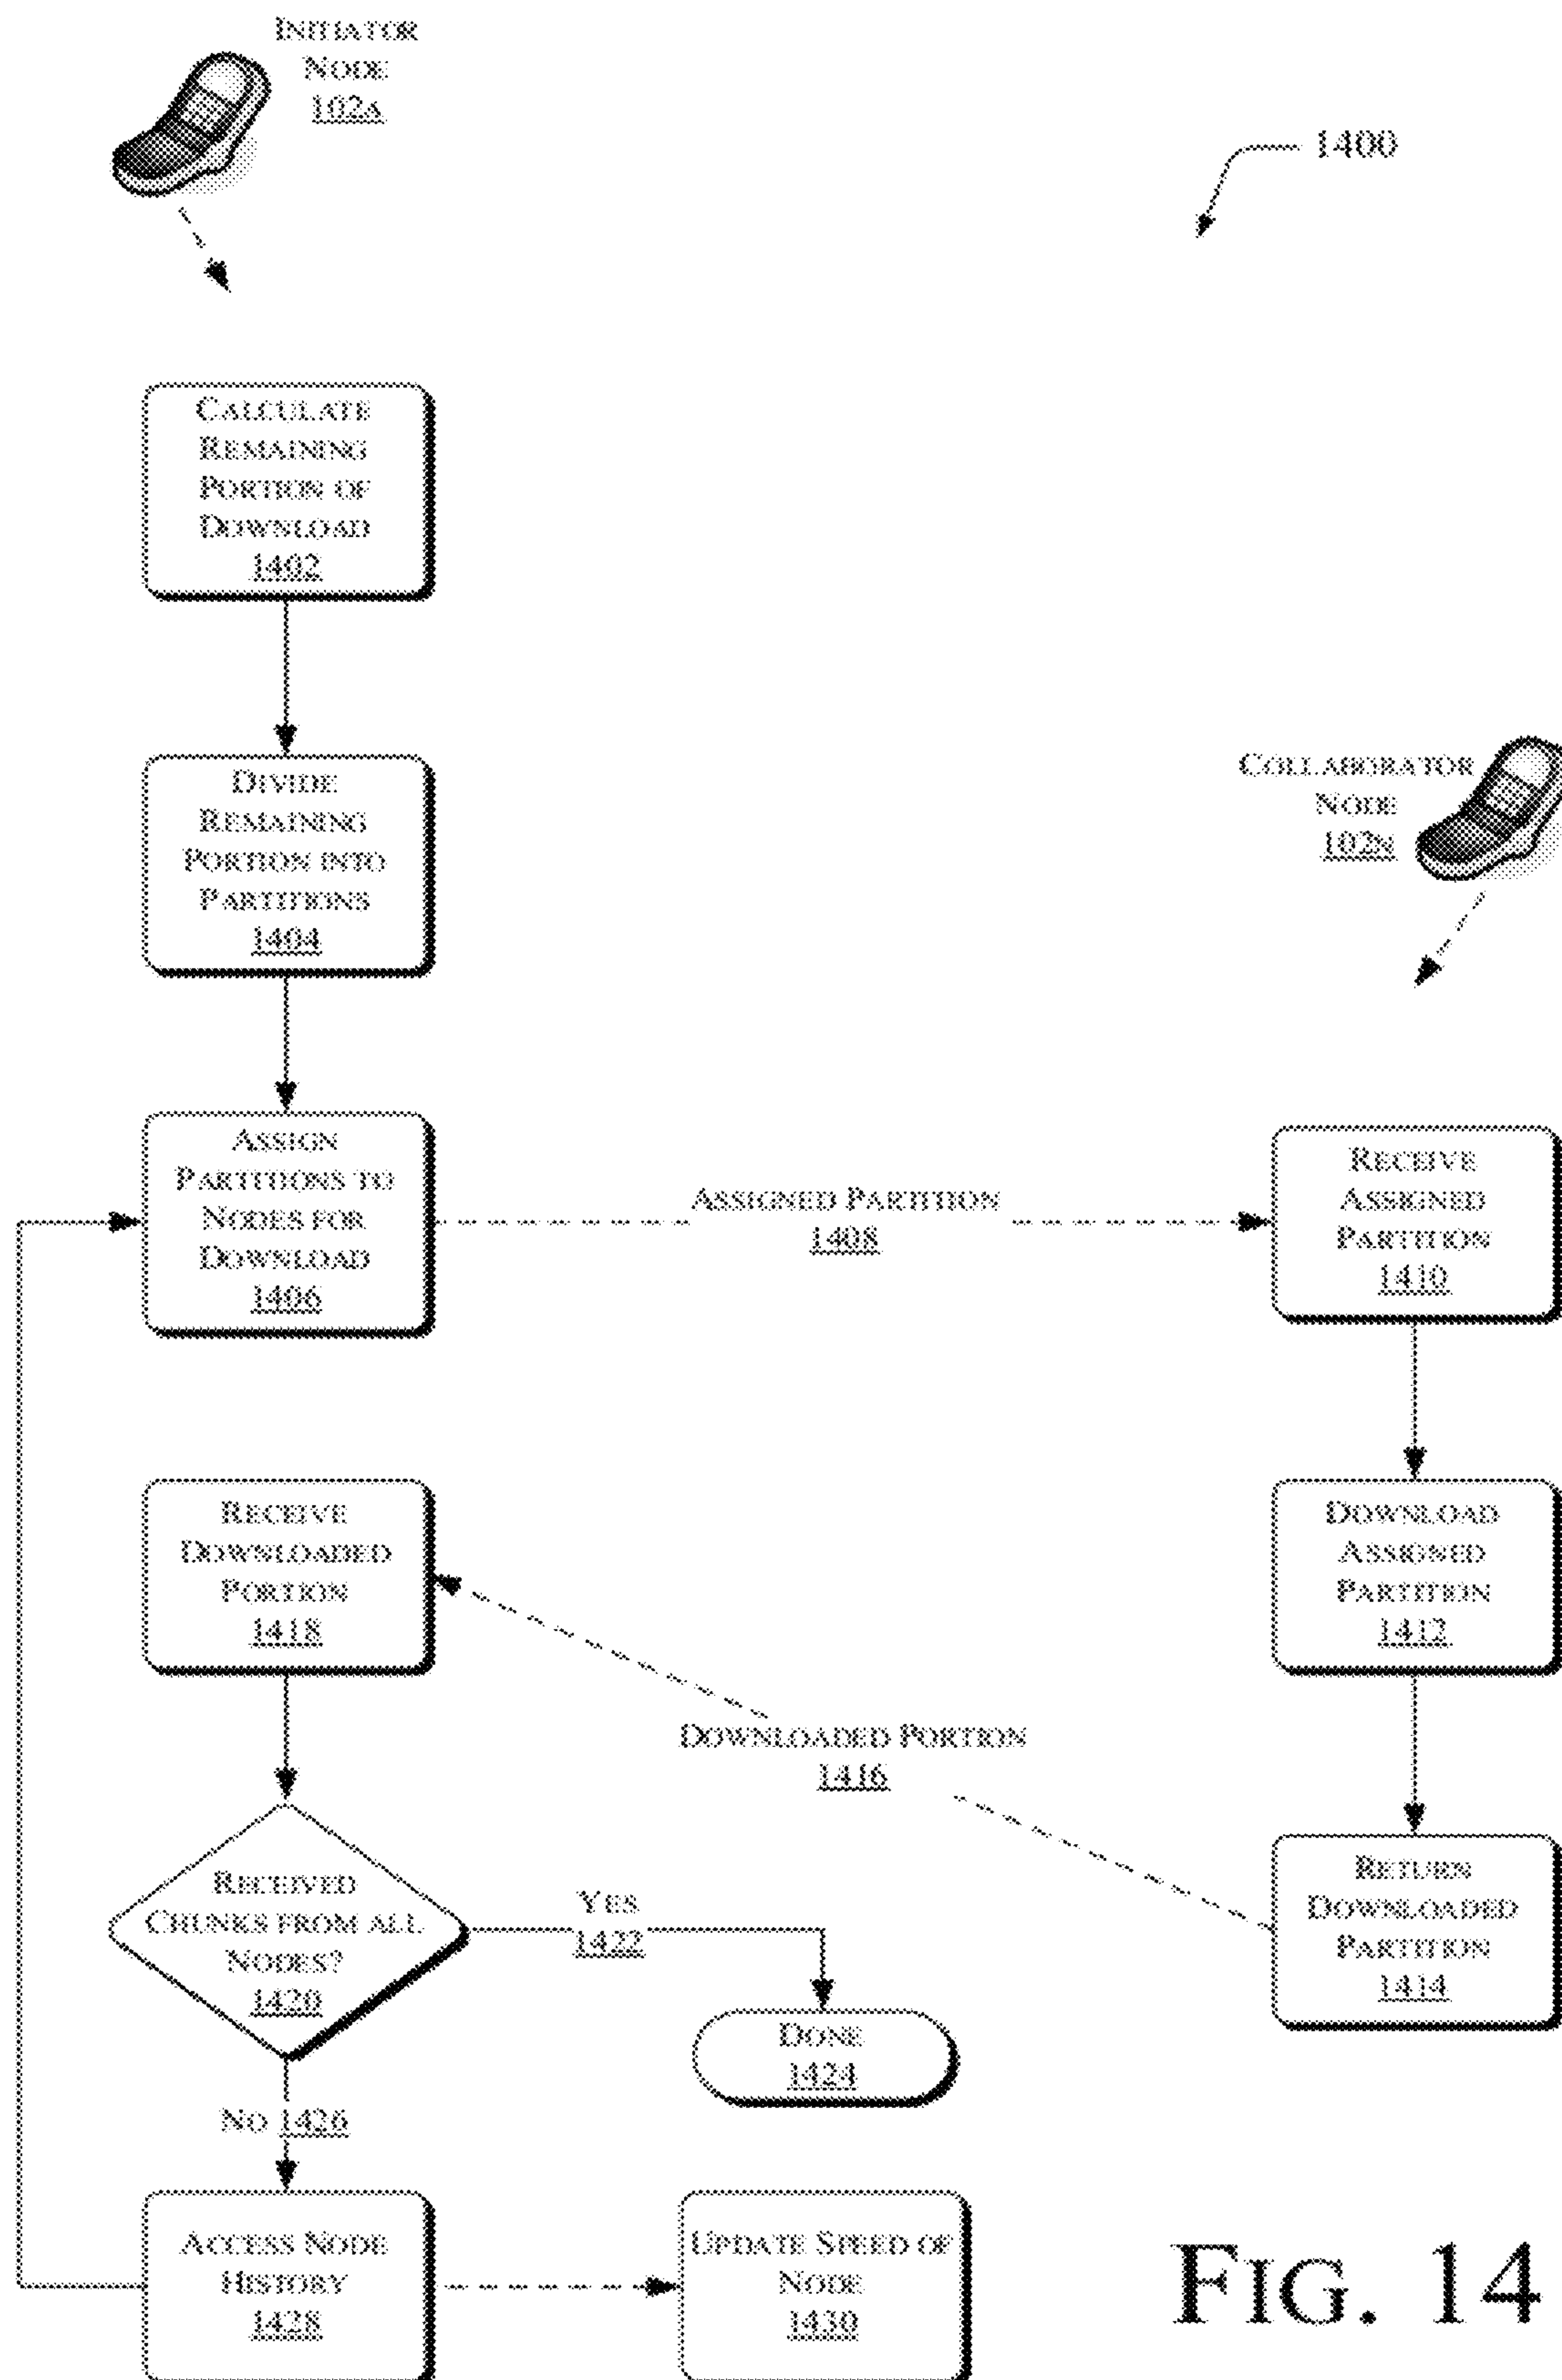 INITIATOR
NODE
102A
1400
CALCULATE
REMAINING
PORTION OF
DOWNLOAD
1402
DIVIDE
REMAINING
PORTION INTO
PARTITIONS
1404
COLLABORATOR
NODE
102N
ASSIGN
PARTITIONS TO
NODES FOR
DOWNLOAD
1406
ASSIGNED PARTITION
1408
RECEIVE
ASSIGNED
PARTITION
1410
RECEIVE
DOWNLOADED
PORTION
1418
DOWNLOAD
ASSIGNED
PARTITION
1412
DOWNLOADED PORTION
1416
RECEIVED
CHUNKS FROM ALL
NODES?
1420
YES
1422
RETURN
DOWNLOADED
PARTITION
1414
DONE
1424
NO 1426
ACCESS NODE
HISTORY
1428
UPDATE SPEED OF
NODE
1430
FIG. 14